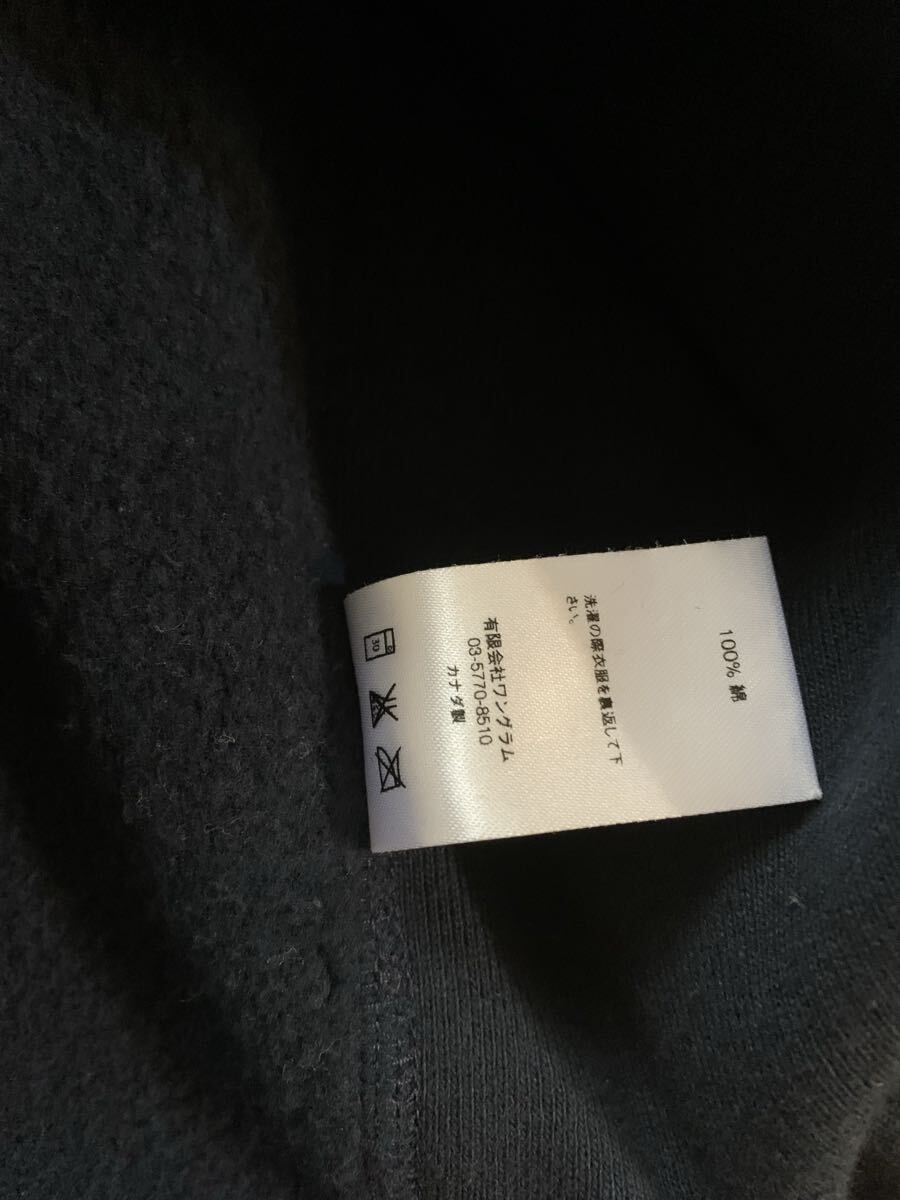 100% 綿
洗濯の際衣服を裏返して下
さい。
有限会社ワングラム
03-5770-8510
カナダ製
30